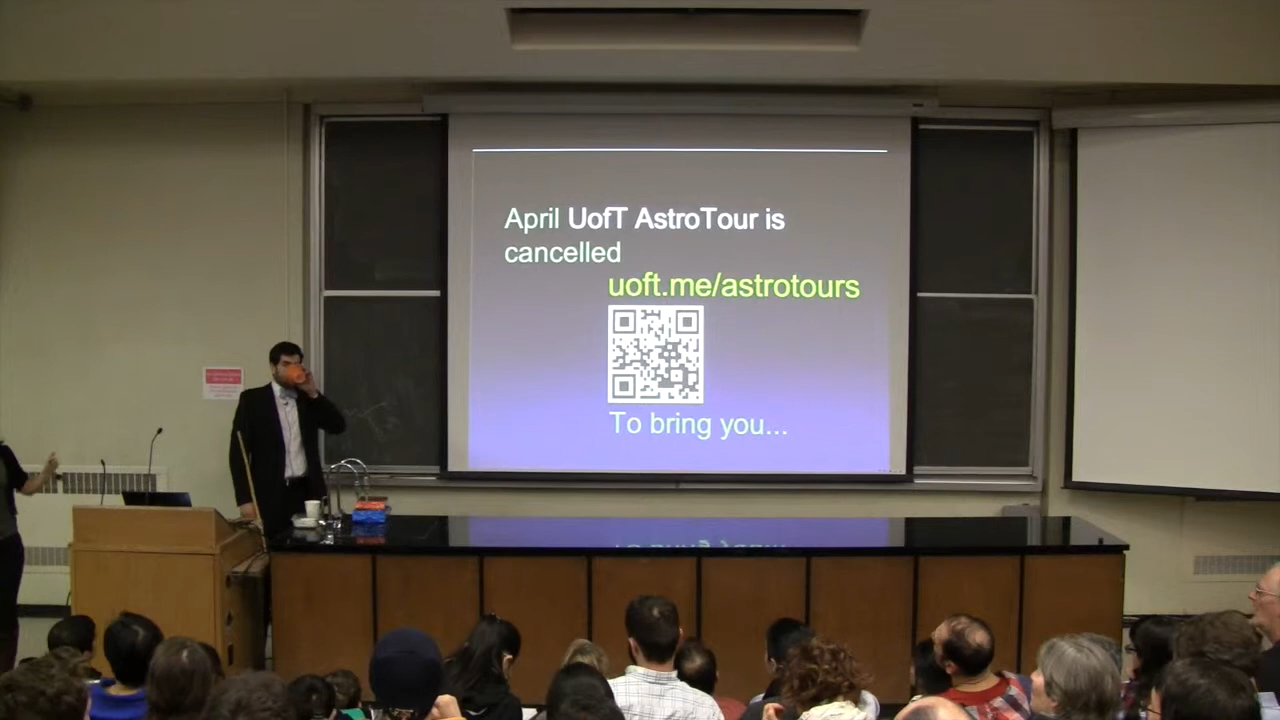 April UofT AstroTour is
cancelled
uoft.me/astrotours
To bring you...